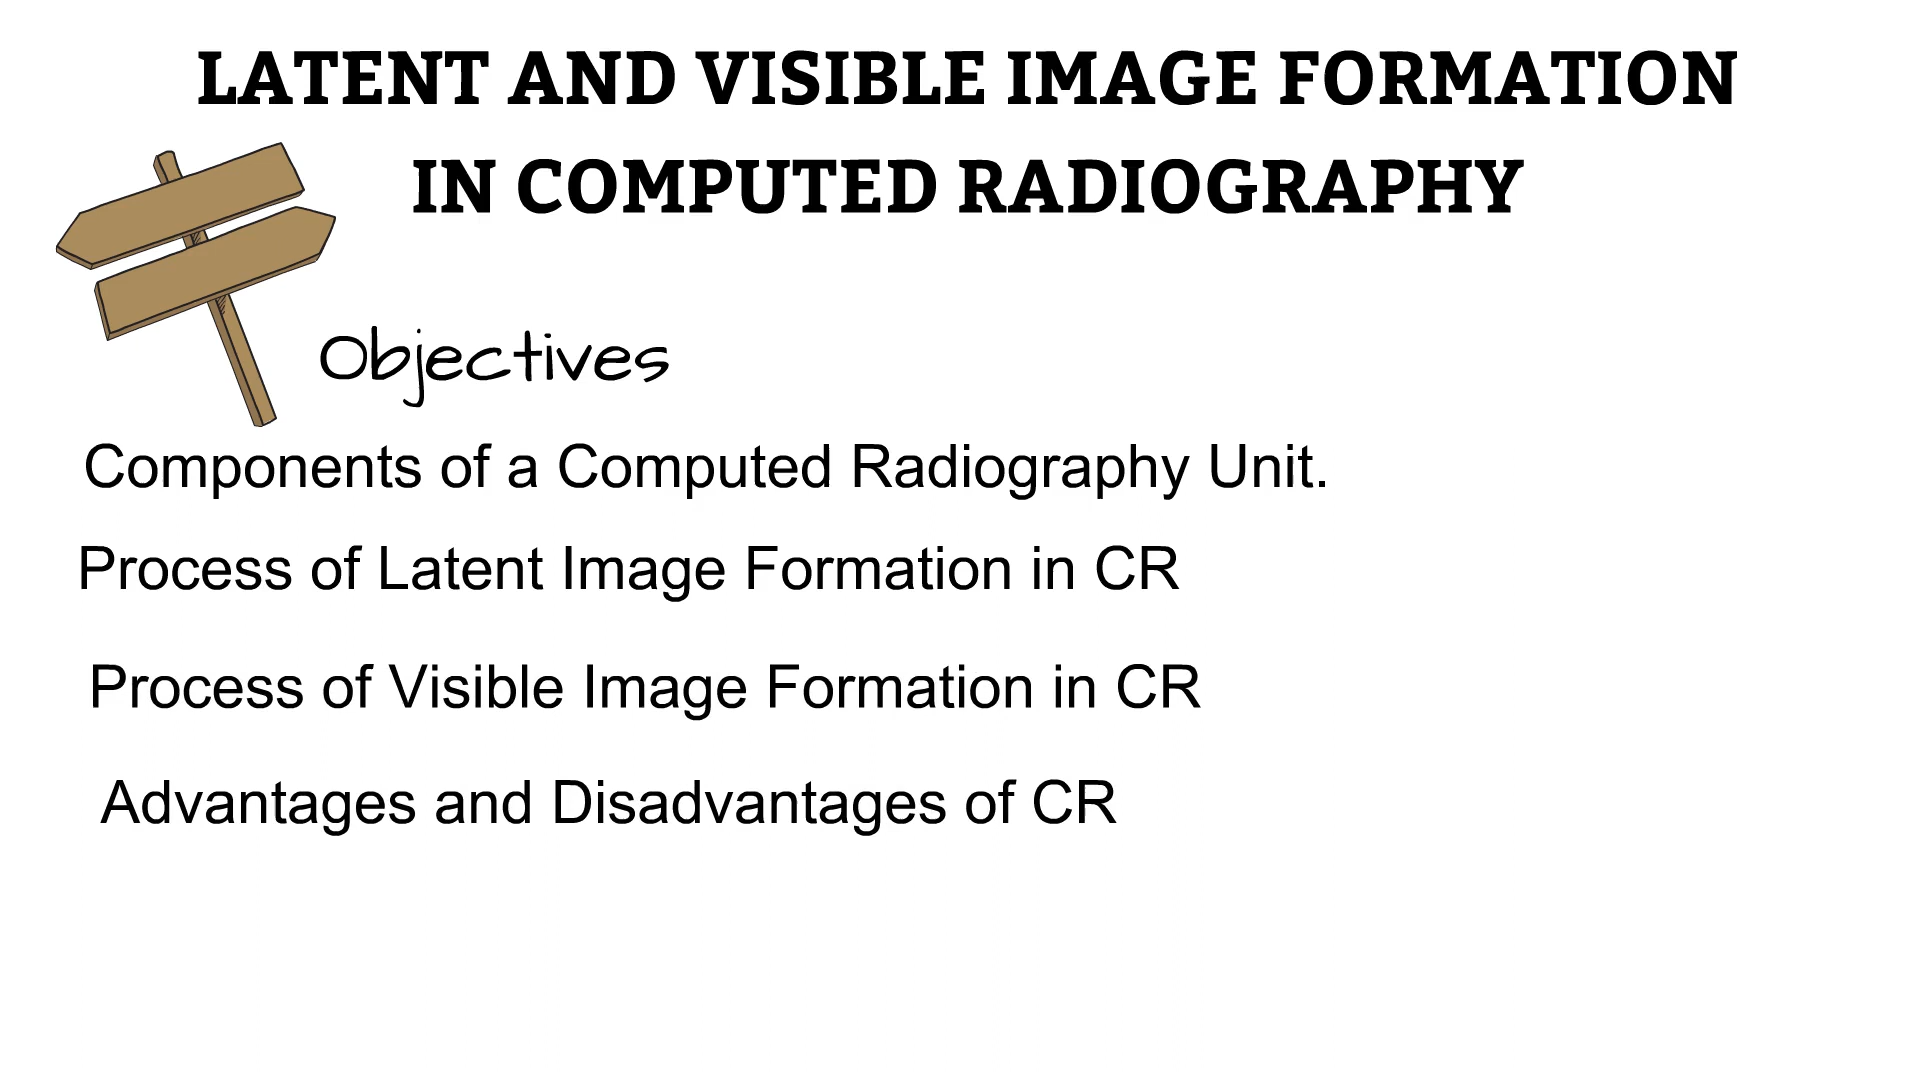 LATENT AND VISIBLE IMAGE FORMATION
IN COMPUTED RADIOGRAPHY
Objectives
Components of a Computed Radiography Unit.
Process of Latent Image Formation in CR
Process of Visible Image Formation in CR
Advantages and Disadvantages of CR